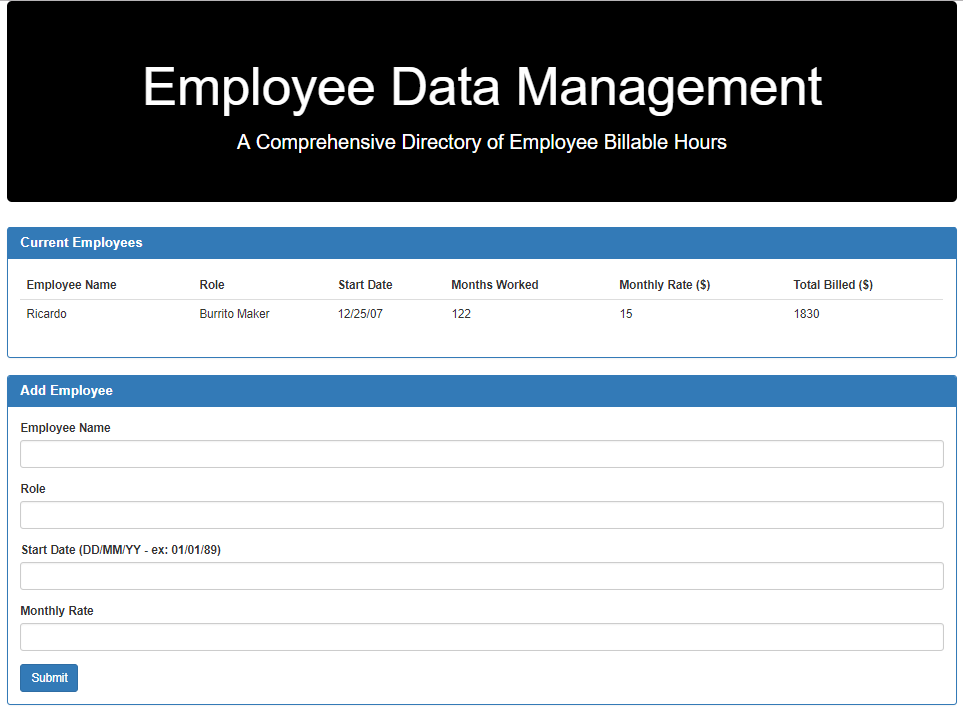 Employee Data Management
A Comprehensive Directory of Employee Billable Hours
Current Employees
Employee Name Role Start Date Months Worked Monthly Rate ($) Total Billed ($)
Ricardo Burrito Maker 12/25/07 122 15 1830
Add Employee
Employee Name
Role
Start Date (DD/MM/YY - ex: 01/01/89)
Monthly Rate
Submit